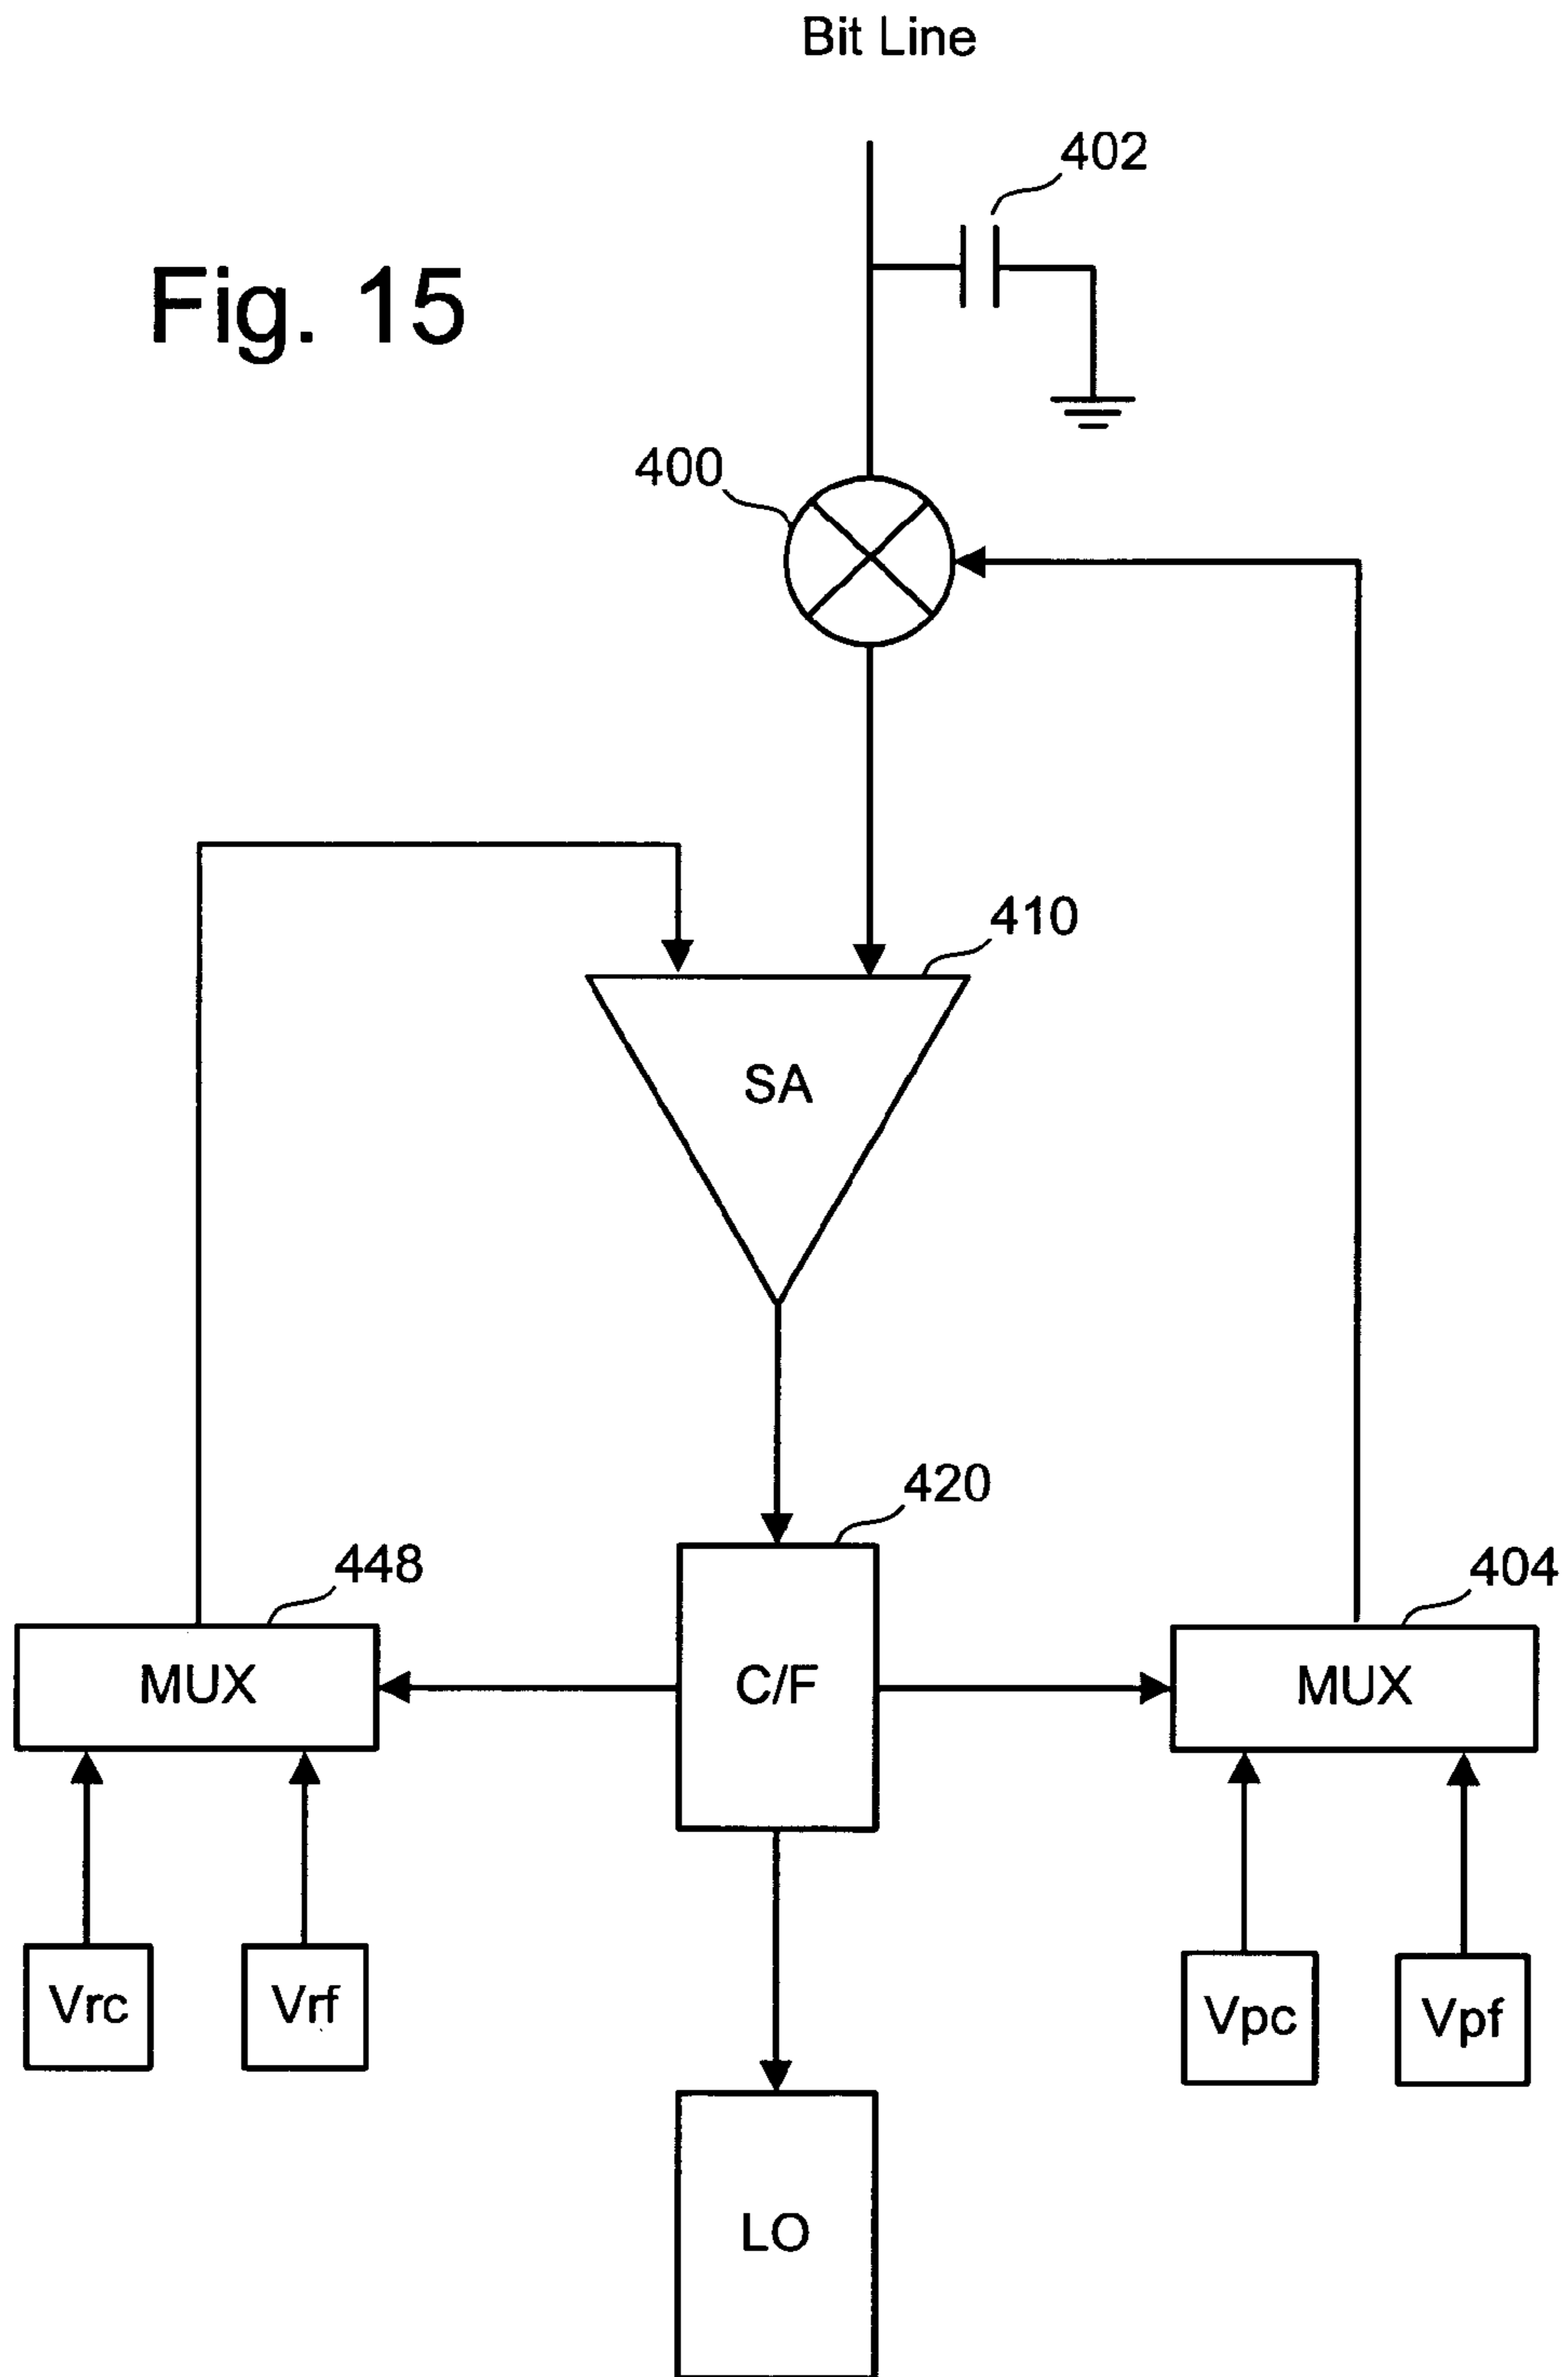 Bit Line
402
Fig. 15
400
410
SA
420
448
404
MUX
C/F
MUX
Vrc
Vrf
Vpc
Vpf
LO